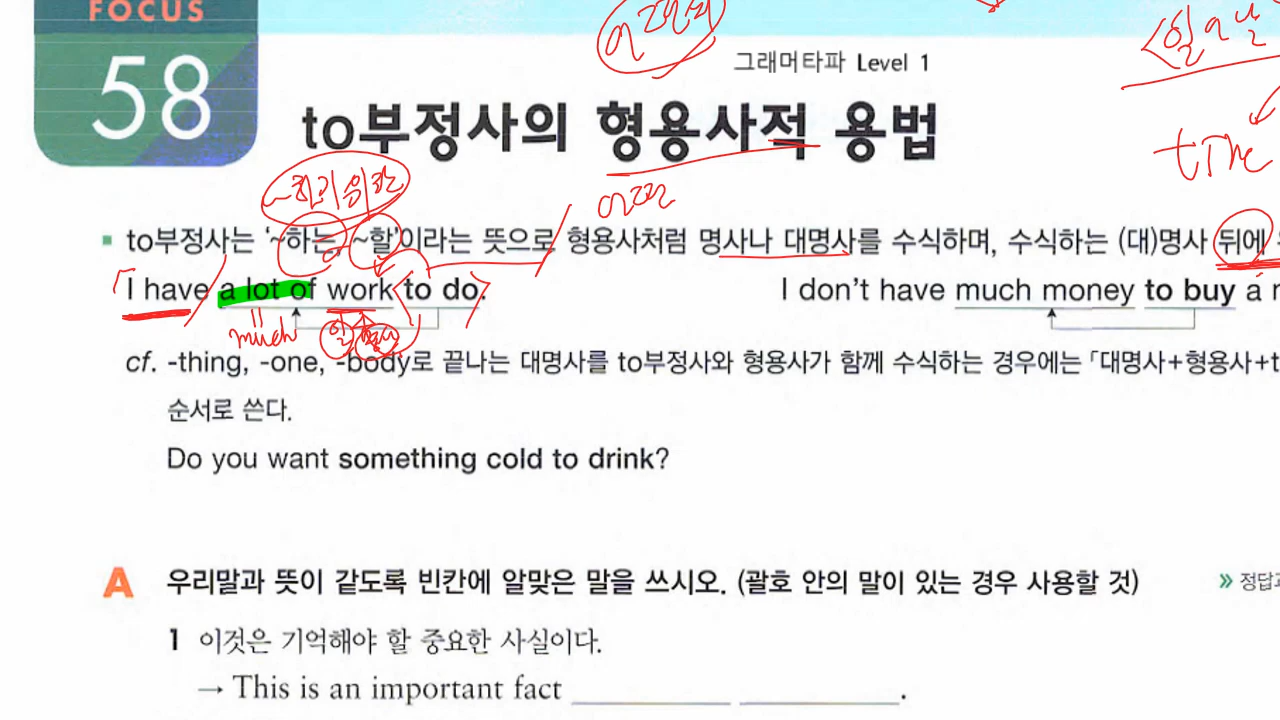 FOCUS
58
그래머타파 Level 1
to부정사의 형용사적 용법
time
어떤
~하기 위한
to부정사는 '~하는, ~할'이라는 뜻으로 형용사처럼 명사나 대명사를 수식하며, 수식하는 (대)명사 뒤에
I have a lot of work to do.
I don't have much money to buy a
much
일
cf. -thing, -one, -body로 끝나는 대명사를 to부정사와 형용사가 함께 수식하는 경우에는 「대명사+형용사+t
순서로 쓴다.
Do you want something cold to drink?
A 우리말과 뜻이 같도록 빈칸에 알맞은 말을 쓰시오. (괄호 안의 말이 있는 경우 사용할 것)
» 정답과
1 이것은 기억해야 할 중요한 사실이다.
→ This is an important fact ________ ________.